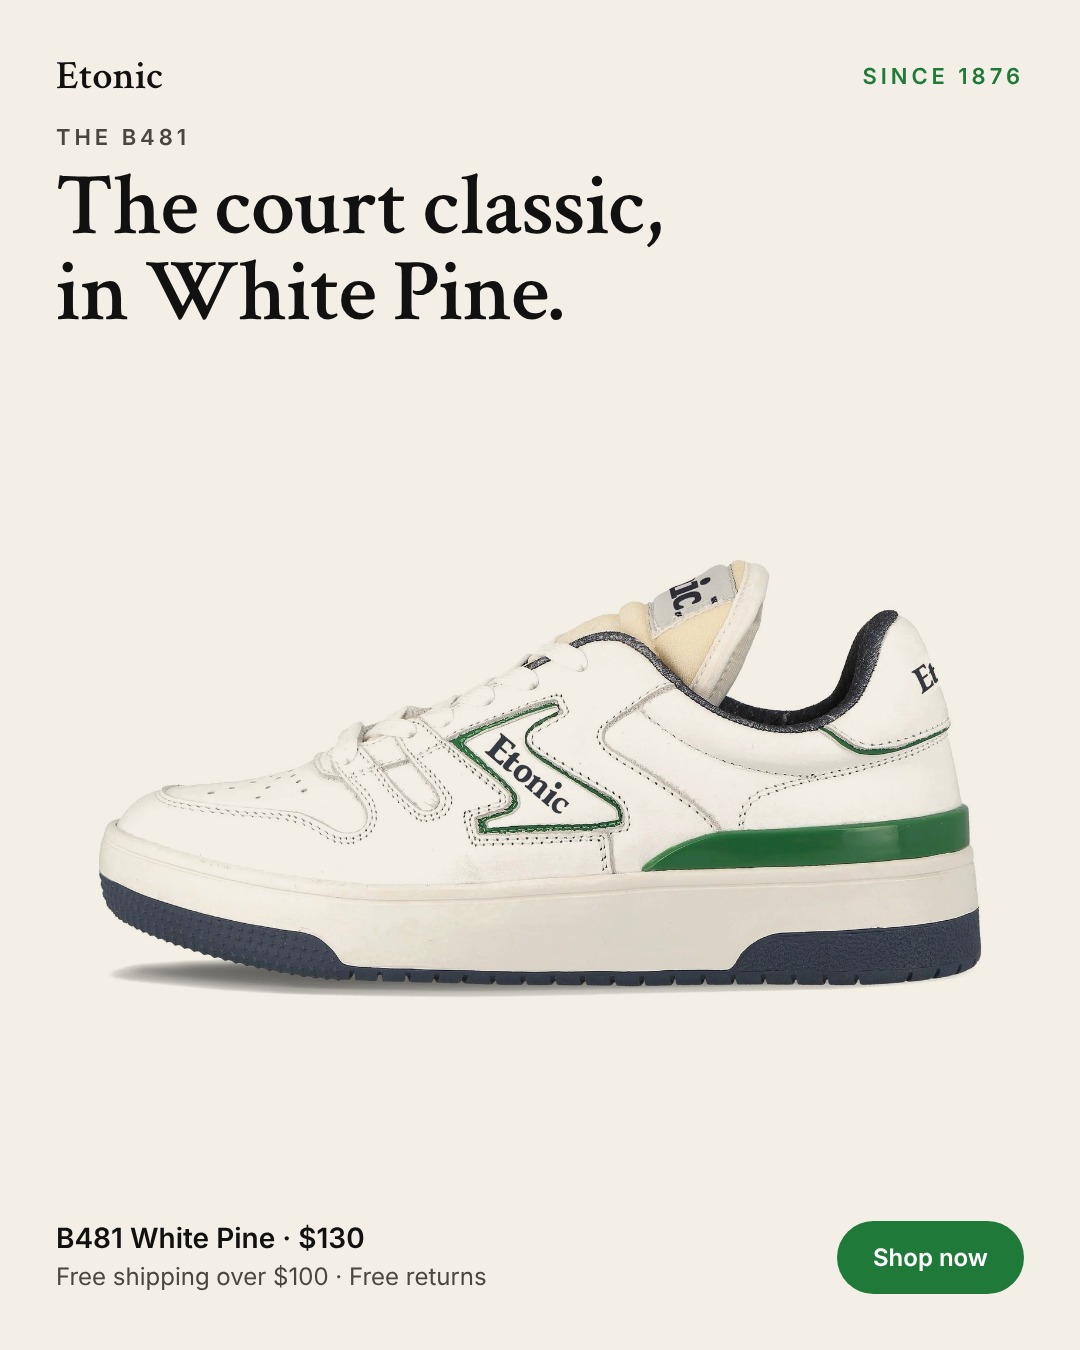 Etonic
SINCE 1876
THE B481
The court classic,
in White Pine.
Etonic
B481 White Pine · $130
Free shipping over $100 · Free returns
Shop now